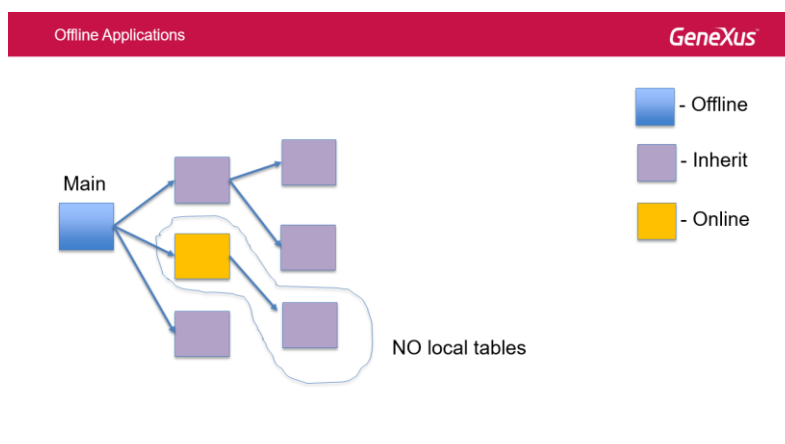 Offline Applications
GeneXus
- Offline
- Inherit
Main
- Online
NO local tables